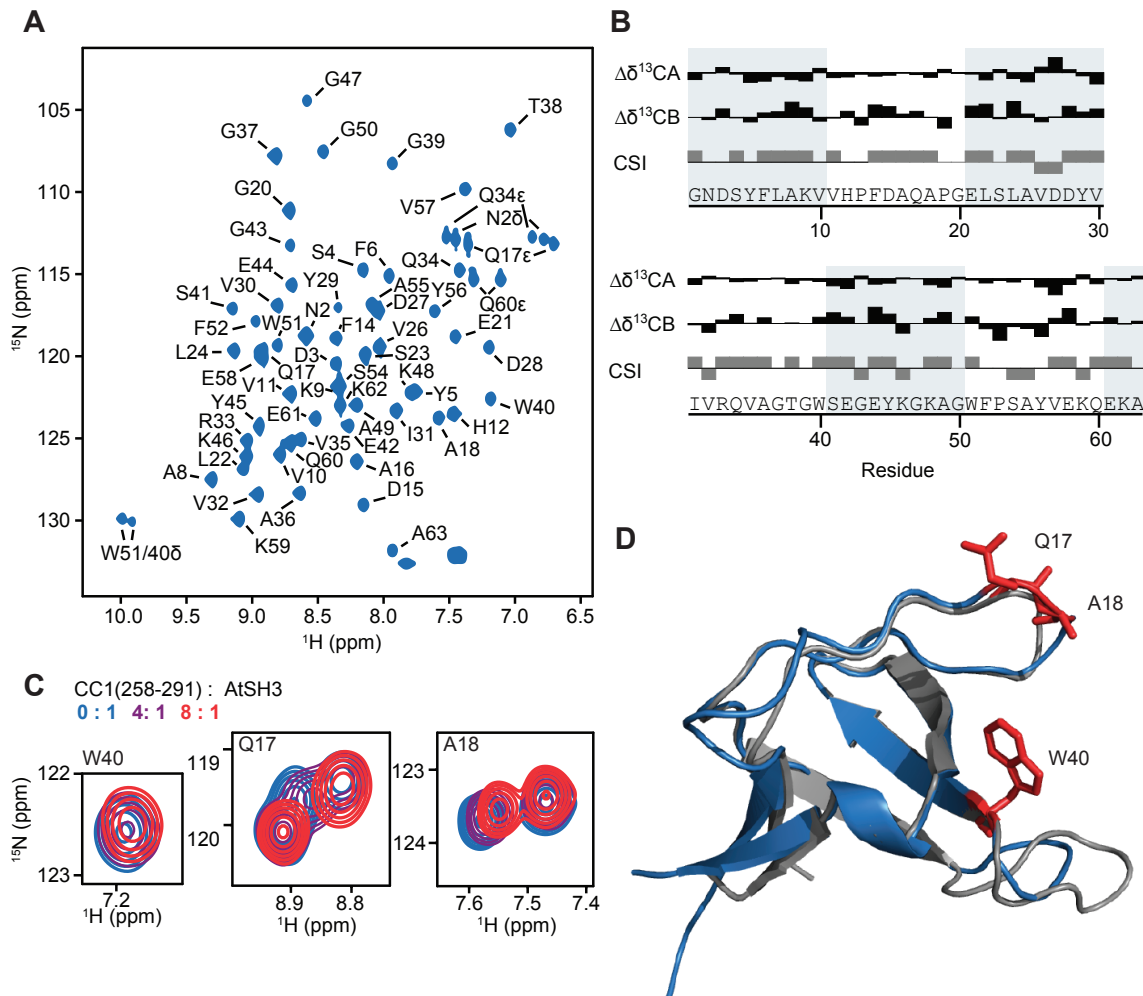 A
G47
T38
G37
G50
G39
G20
V57
Q34ε
N2δ
G43
S4
F6
Q34
Q17ε
E44
V30
Y29
A55
Y56
Q60ε
S41
N2
F14
D27
E21
F52
W51
V26
D28
L24
D3
S23
E58
Q17
S54
K48
V11
K9
K62
Y5
W40
Y45
E61
A49
I31
H12
R33
E42
A18
K46
V35
L22
Q60
A16
A8
V10
D15
V32
A36
A63
K59
W51/40δ
105
110
115
120
125
130
¹⁵N (ppm)
10.0 9.5 9.0 8.5 8.0 7.5 7.0 6.5
¹H (ppm)
B
Δδ¹³CA
Δδ¹³CB
CSI
GNDSYFLAKVVHPFDAQAPGELSLAVDDYV
10 20 30
Δδ¹³CA
Δδ¹³CB
CSI
IVRQVAGTGWSEGEYKGKAGWFPSAYVEKQEKA
40 50 60
Residue
C
CC1(258-291) : AtSH3
0 : 1 4: 1 8 : 1
W40
122
123
7.2
¹H (ppm)
¹⁵N (ppm)
Q17
119
120
8.9 8.8
¹H (ppm)
A18
123
124
7.6 7.5 7.4
¹H (ppm)
D
Q17
A18
W40